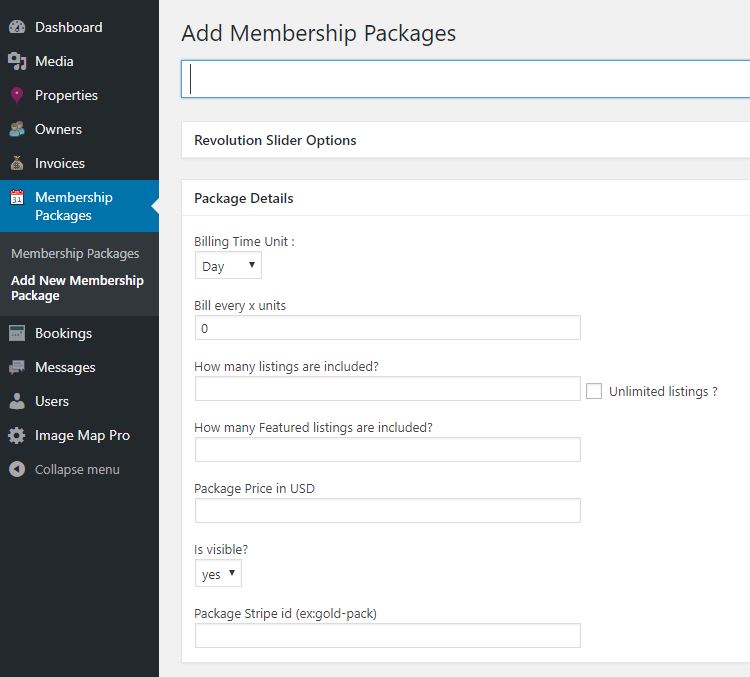 Dashboard
Media
Properties
Owners
Invoices
31
Membership
Packages
Membership Packages
Add New Membership
Package
Bookings
Messages
Users
Image Map Pro
Collapse menu
Add Membership Packages
Revolution Slider Options
Package Details
Billing Time Unit :
Day
Bill every x units
0
How many listings are included?
Unlimited listings ?
How many Featured listings are included?
Package Price in USD
Is visible?
yes
Package Stripe id (ex:gold-pack)